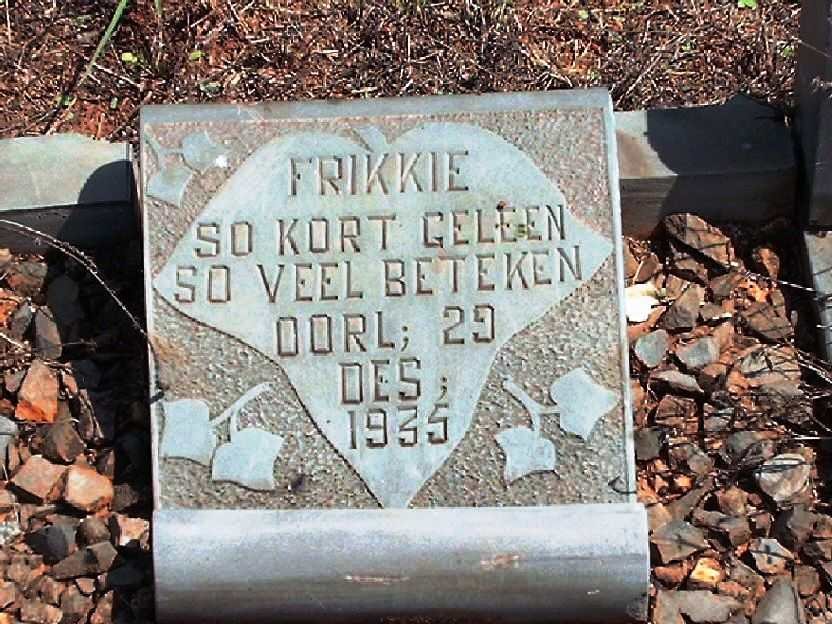 FRIKKIE
SO KORT GELEEN
SO VEEL BETEKEN
OORL; 29
DES;
1935